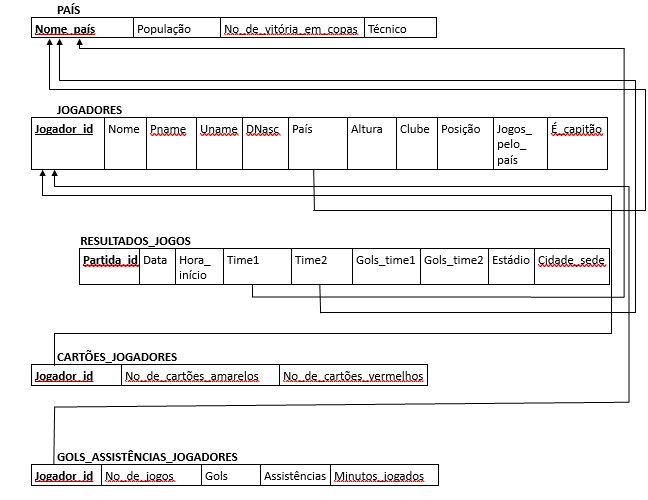 PAÍS
Nome_país População No_de_vitória_em_copas Técnico
JOGADORES
Jogador_id Nome Pname Uname DNasc País Altura Clube Posição Jogos_ É_capitão
pelo_
país
RESULTADOS_JOGOS
Partida_id Data Hora_ Time1 Time2 Gols_time1 Gols_time2 Estádio Cidade_sede
início
CARTÕES_JOGADORES
Jogador_id No_de_cartões_amarelos No_de_cartões_vermelhos
GOLS_ASSISTÊNCIAS_JOGADORES
Jogador_id No_de_jogos Gols Assistências Minutos_jogados